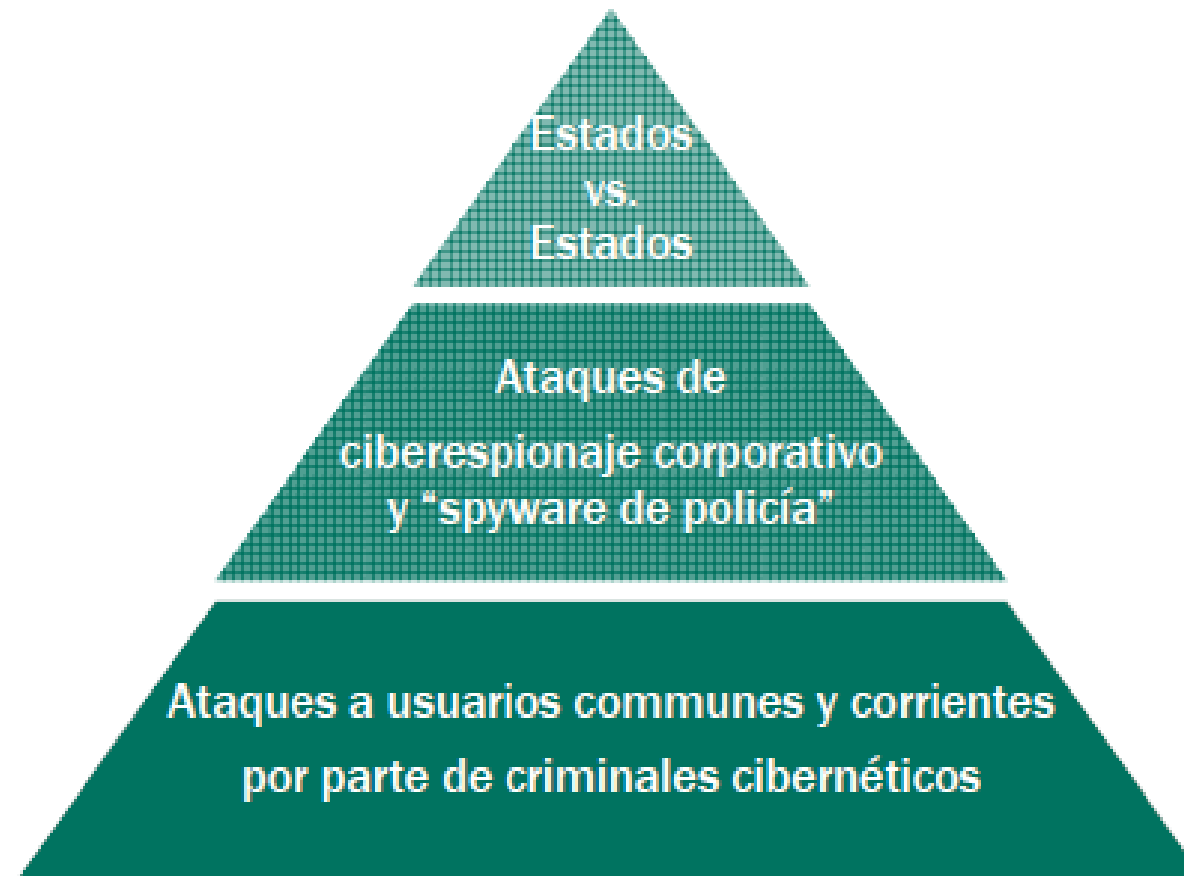 Estados
vs.
Estados
Ataques de
ciberespionaje corporativo
y “spyware de policía”
Ataques a usuarios communes y corrientes
por parte de criminales cibernéticos